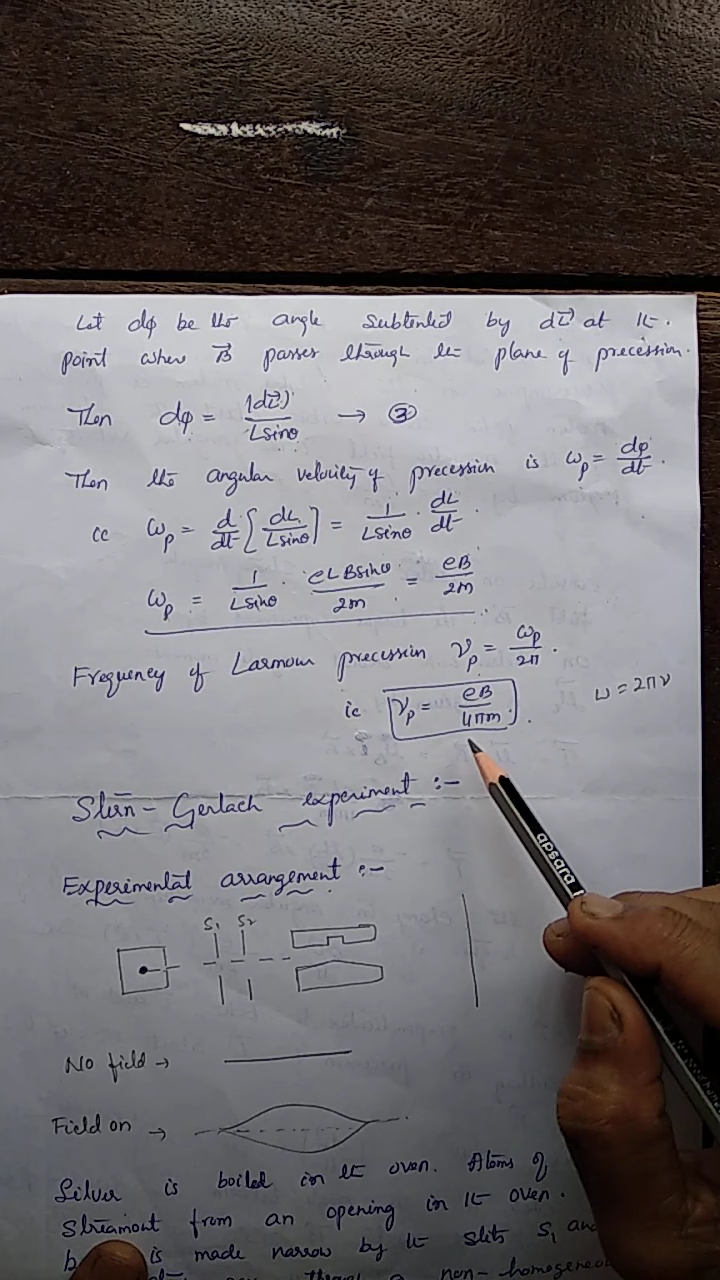 Let dφ be the angle subtended by dL⃗ at the
point where B⃗ passes through the plane of precession.
Then dφ = |dL⃗| / L sinθ → ③
Then the angular velocity of precession is ωp = dφ/dt.
ie ωp = d/dt [dL / L sinθ] = 1/L sinθ · dL/dt.
ωp = 1/L sinθ · eLB sinθ / 2m = eB/2m
Frequency of Larmour precession νp = ωp/2π.
ie νp = eB/4πm.
ω = 2πν
Stern-Gerlach experiment :-
Experimental arrangement :-
S1 S2
No field →
Field on →
Silver is boiled in the oven. Atoms of
streamout from an opening in the oven.
is made narrow by the slits S1 and
non-homogeneou
apsara